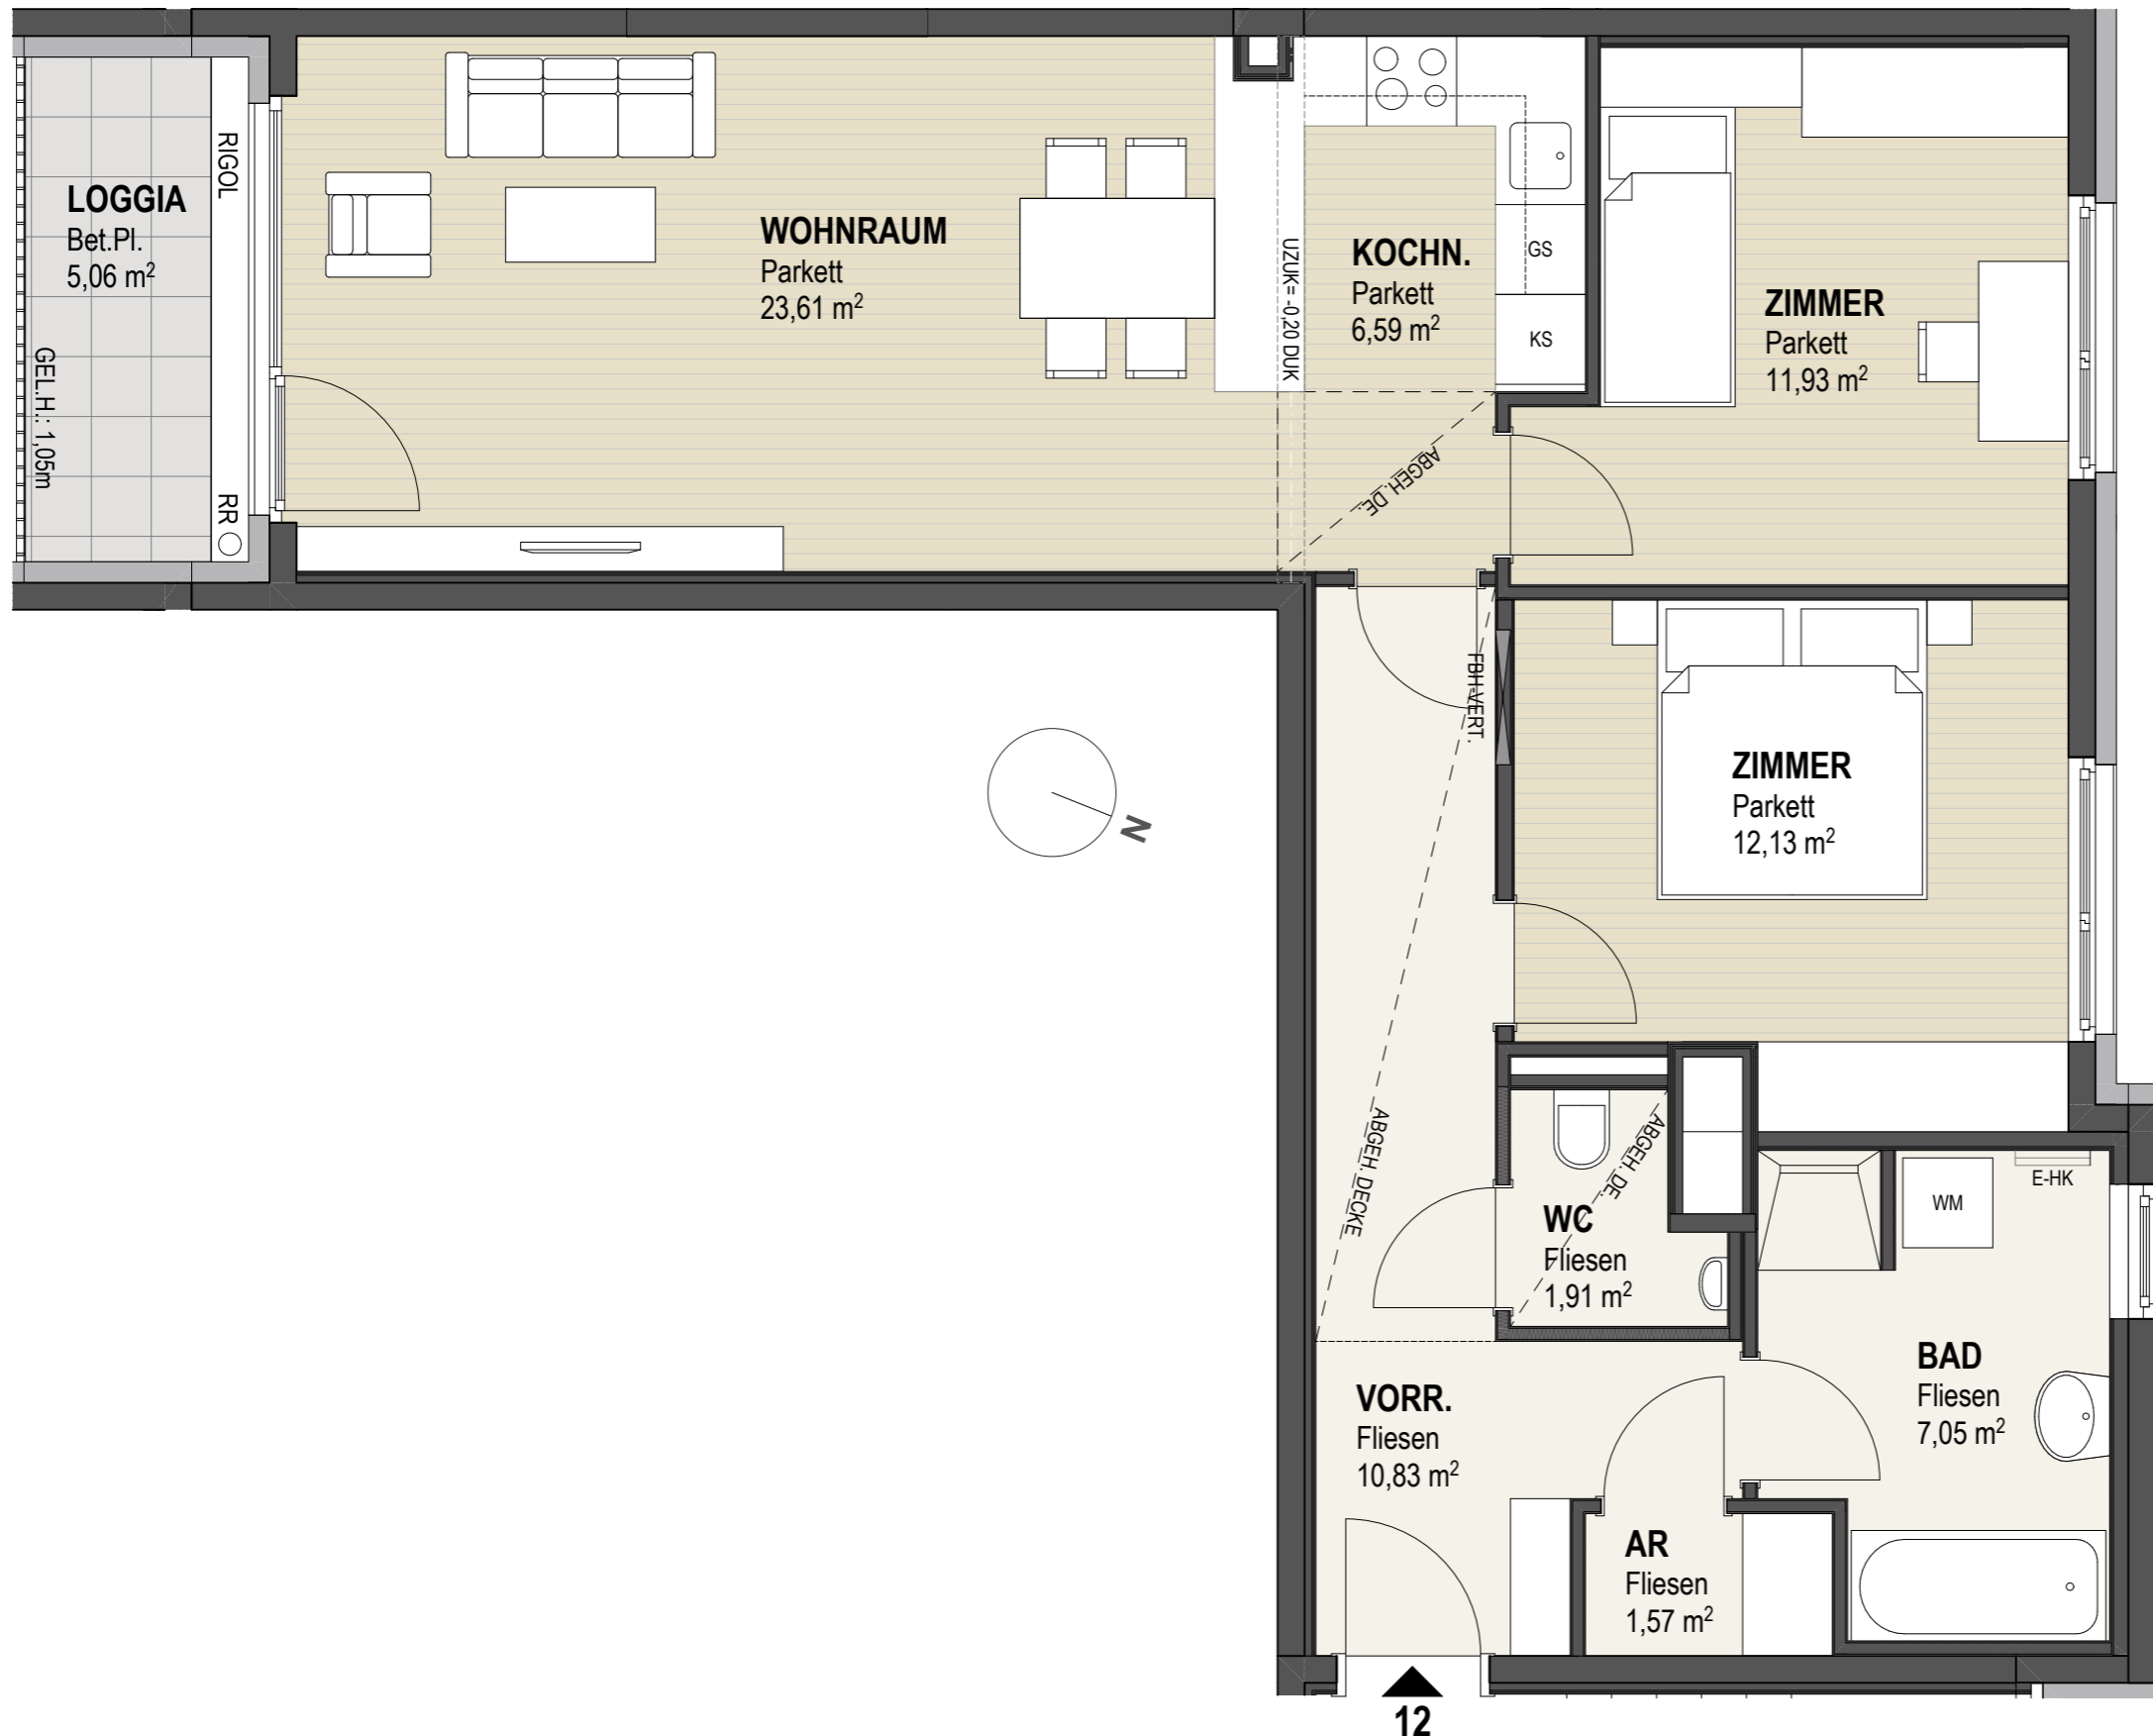 LOGGIA
Bet.Pl.
5,06 m²
RIGOL
GEL.H.: 1,05m
RR
WOHNRAUM
Parkett
23,61 m²
UZUK= -0,20 DUK
KOCHN.
Parkett
6,59 m²
GS
KS
ABGEH. DE.
ZIMMER
Parkett
11,93 m²
FBH-VERT.
ZIMMER
Parkett
12,13 m²
N
ABGEH. DECKE
ABGEH. DE.
WC
Fliesen
1,91 m²
WM
E-HK
BAD
Fliesen
7,05 m²
VORR.
Fliesen
10,83 m²
AR
Fliesen
1,57 m²
12